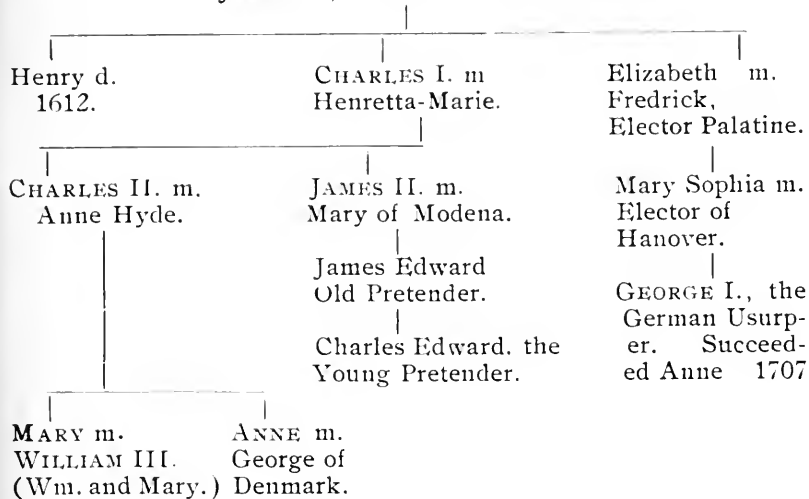 Henry d.
1612.
CHARLES I. m
Henretta-Marie.
Elizabeth m.
Fredrick,
Elector Palatine.
CHARLES II. m.
Anne Hyde.
JAMES II. m.
Mary of Modena.
James Edward
Old Pretender.
Charles Edward. the
Young Pretender.
Mary Sophia m.
Elector of
Hanover.
GEORGE I., the
German Usurp-
er. Succeed-
ed Anne 1707
MARY m.
WILLIAM III.
(Wm. and Mary.)
ANNE m.
George of
Denmark.